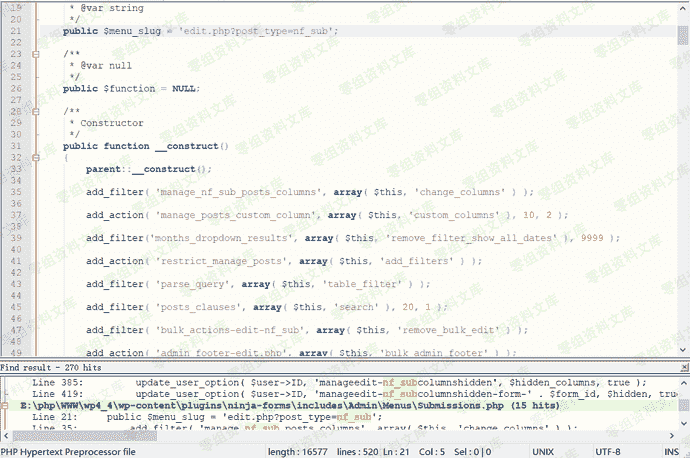 19 * @var string
20 */
21 public $menu_slug = 'edit.php?post_type=nf_sub';
22
23 /**
24 * @var null
25 */
26 public $function = NULL;
27
28 /**
29 * Constructor
30 */
31 public function __construct()
32 {
33 parent::__construct();
34
35 add_filter( 'manage_nf_sub_posts_columns', array( $this, 'change_columns' ) );
36
37 add_action( 'manage_posts_custom_column', array( $this, 'custom_columns' ), 10, 2 );
38
39 add_filter('months_dropdown_results', array( $this, 'remove_filter_show_all_dates' ), 9999 );
40
41 add_action( 'restrict_manage_posts', array( $this, 'add_filters' ) );
42
43 add_filter( 'parse_query', array( $this, 'table_filter' ) );
44
45 add_filter( 'posts_clauses', array( $this, 'search' ), 20, 1 );
46
47 add_filter( 'bulk_actions-edit-nf_sub', array( $this, 'remove_bulk_edit' ) );
48
49 add_action( 'admin_footer-edit.php', array( $this, 'bulk_admin_footer' ) );
零组资料文库
Find result - 270 hits
Line 385: update_user_option( $user->ID, 'manageedit-nf_subcolumnshidden', $hidden_columns, true );
Line 419: update_user_option( $user->ID, 'manageedit-nf_subcolumnshidden-form-' . $form_id, $hidden, true
E:\php\WWW\wp4_4\wp-content\plugins\ninja-forms\includes\Admin\Menus\Submissions.php (15 hits)
Line 21: public $menu_slug = 'edit.php?post_type=nf_sub';
Line 35: add_filter( 'manage_nf_sub_posts_columns', array( $this, 'change_columns' ) );
PHP Hypertext Preprocessor file length : 16577 lines : 520 Ln : 21 Col : 5 Sel : 0 | 0 UNIX UTF-8 INS